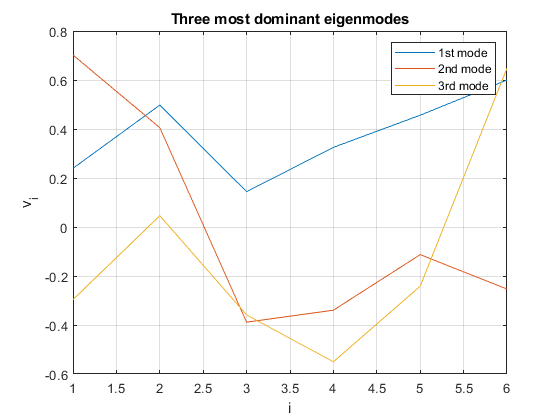 Three most dominant eigenmodes
1st mode
2nd mode
3rd mode
0.8
0.6
0.4
0.2
0
-0.2
-0.4
-0.6
v_i
1 1.5 2 2.5 3 3.5 4 4.5 5 5.5 6
i